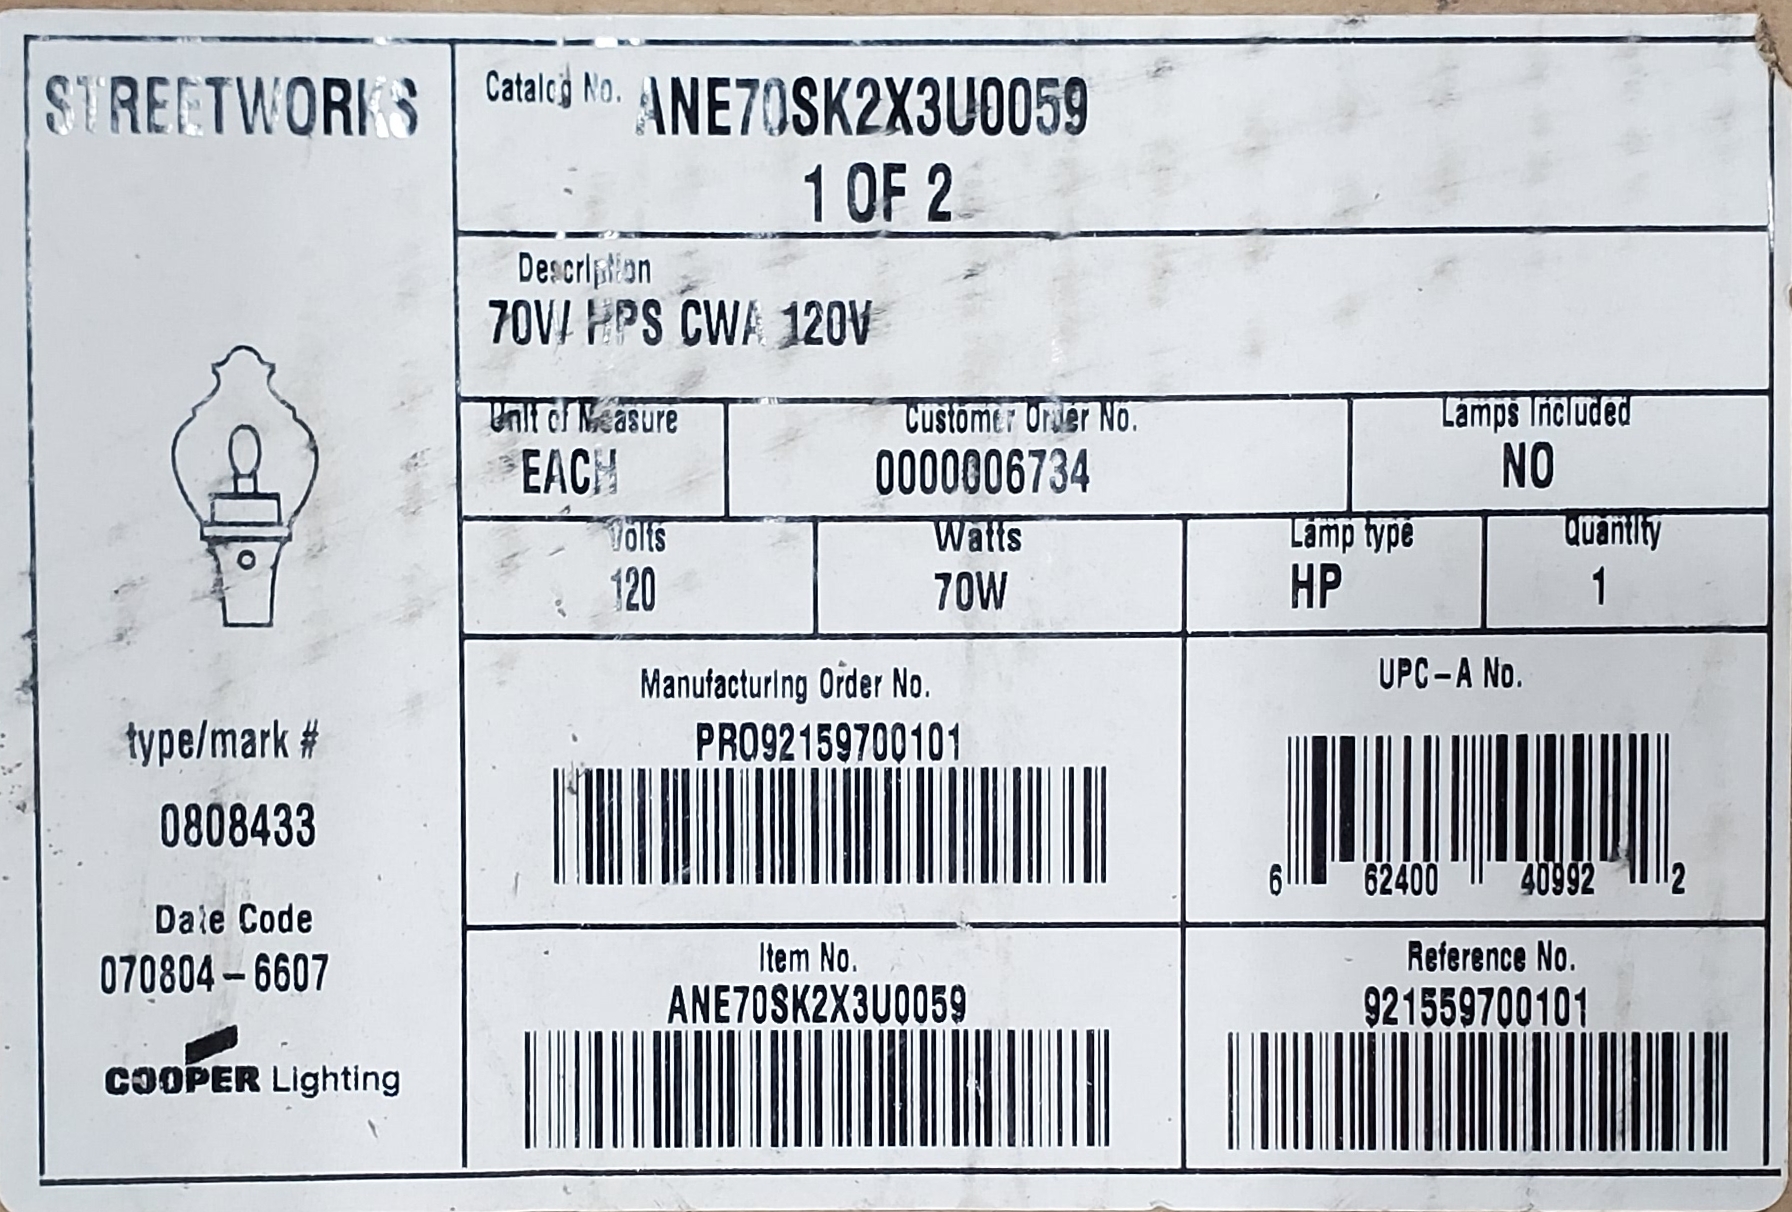 STREETWORKS
Catalog No. ANE70SK2X3U0059
1 OF 2
Description
70W HPS CWA 120V
Unit of Measure
EACH
Customer Order No.
0000006734
Lamps Included
NO
Volts
120
Watts
70W
Lamp type
HP
Quantity
1
type/mark #
0808433
Date Code
070804-6607
COOPER Lighting
Manufacturing Order No.
PRO92159700101
UPC-A No.
6 62400 40992 2
Item No.
ANE70SK2X3U0059
Reference No.
921559700101